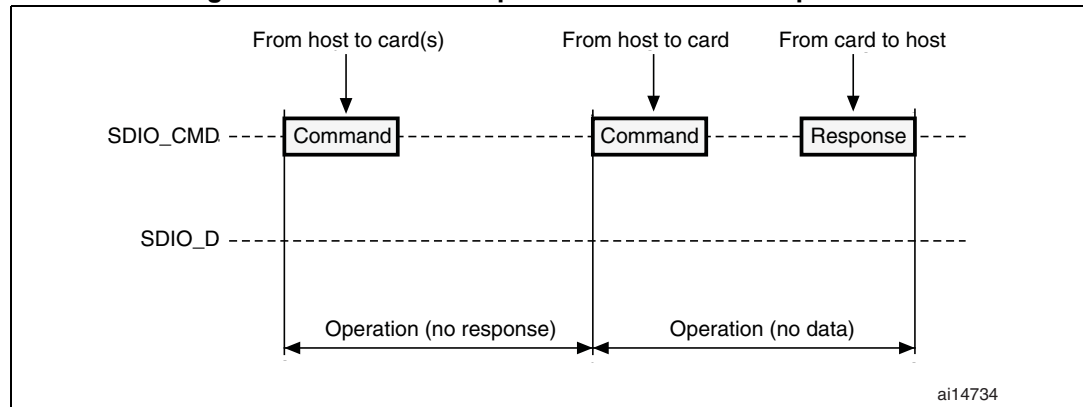 From host to card(s) From host to card From card to host
SDIO_CMD Command Command Response
SDIO_D
Operation (no response) Operation (no data)
ai14734